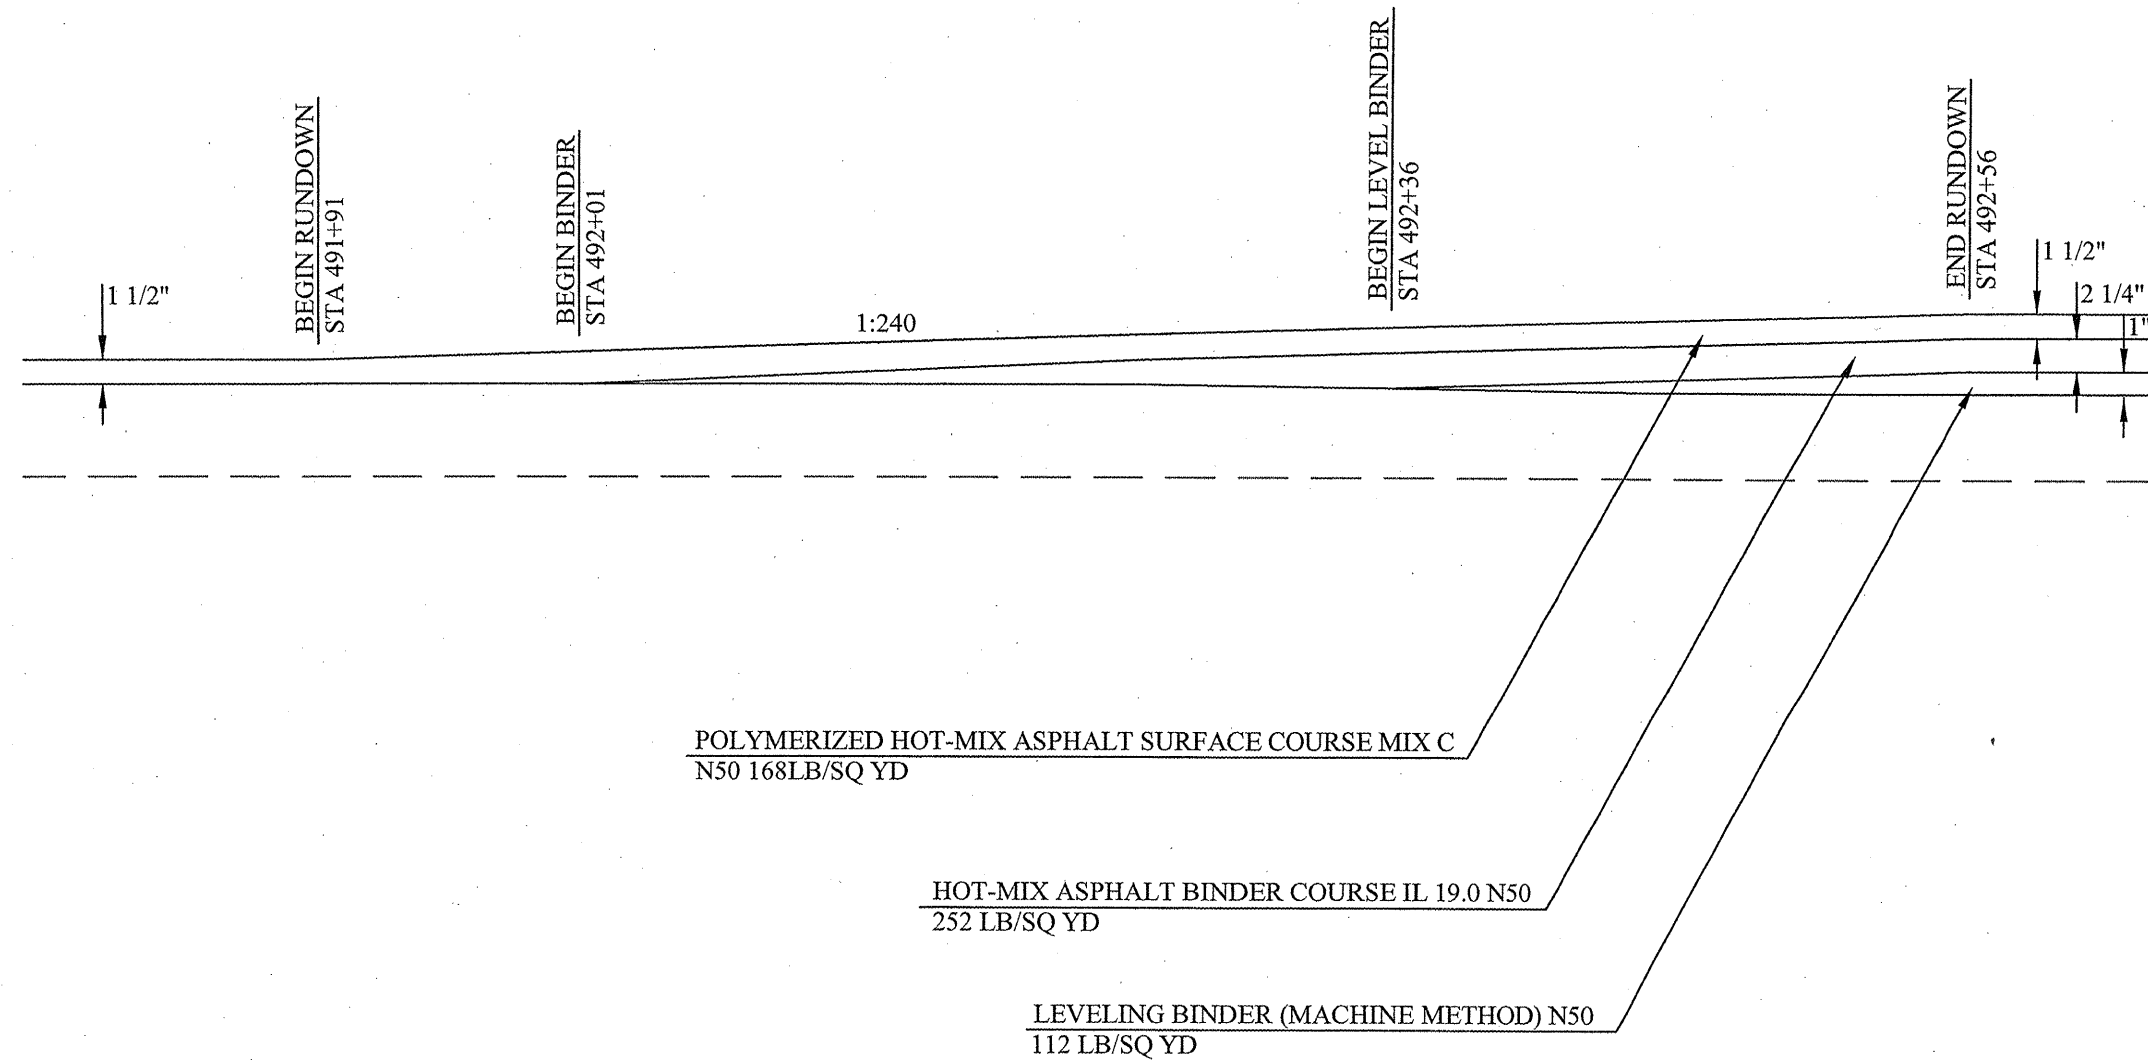 BEGIN RUNDOWN
STA 491+91
BEGIN BINDER
STA 492+01
BEGIN LEVEL BINDER
STA 492+36
END RUNDOWN
STA 492+56
1 1/2"
1:240
1 1/2"
2 1/4"
1"
POLYMERIZED HOT-MIX ASPHALT SURFACE COURSE MIX C
N50 168LB/SQ YD
HOT-MIX ASPHALT BINDER COURSE IL 19.0 N50
252 LB/SQ YD
LEVELING BINDER (MACHINE METHOD) N50
112 LB/SQ YD